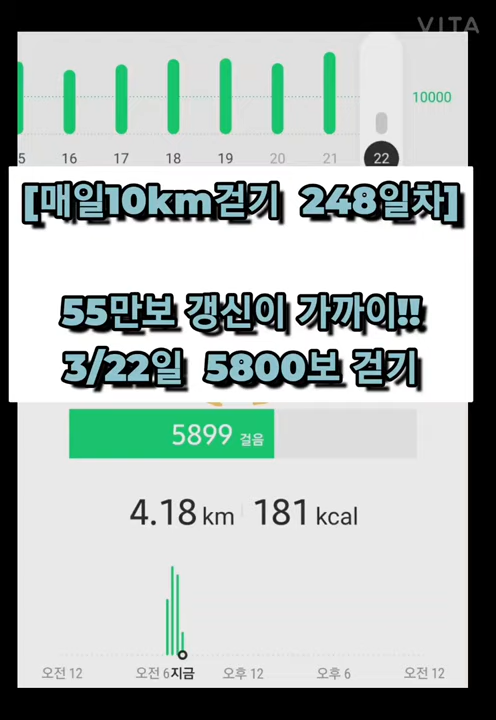 VITA
10000
5 16 17 18 19 20 21 22
[매일10km걷기 248일차]
55만보 갱신이 가까이!!
3/22일 5800보 걷기
5899 걸음
4.18 km 181 kcal
오전 12 오전 6 지금 오후 12 오후 6 오전 12